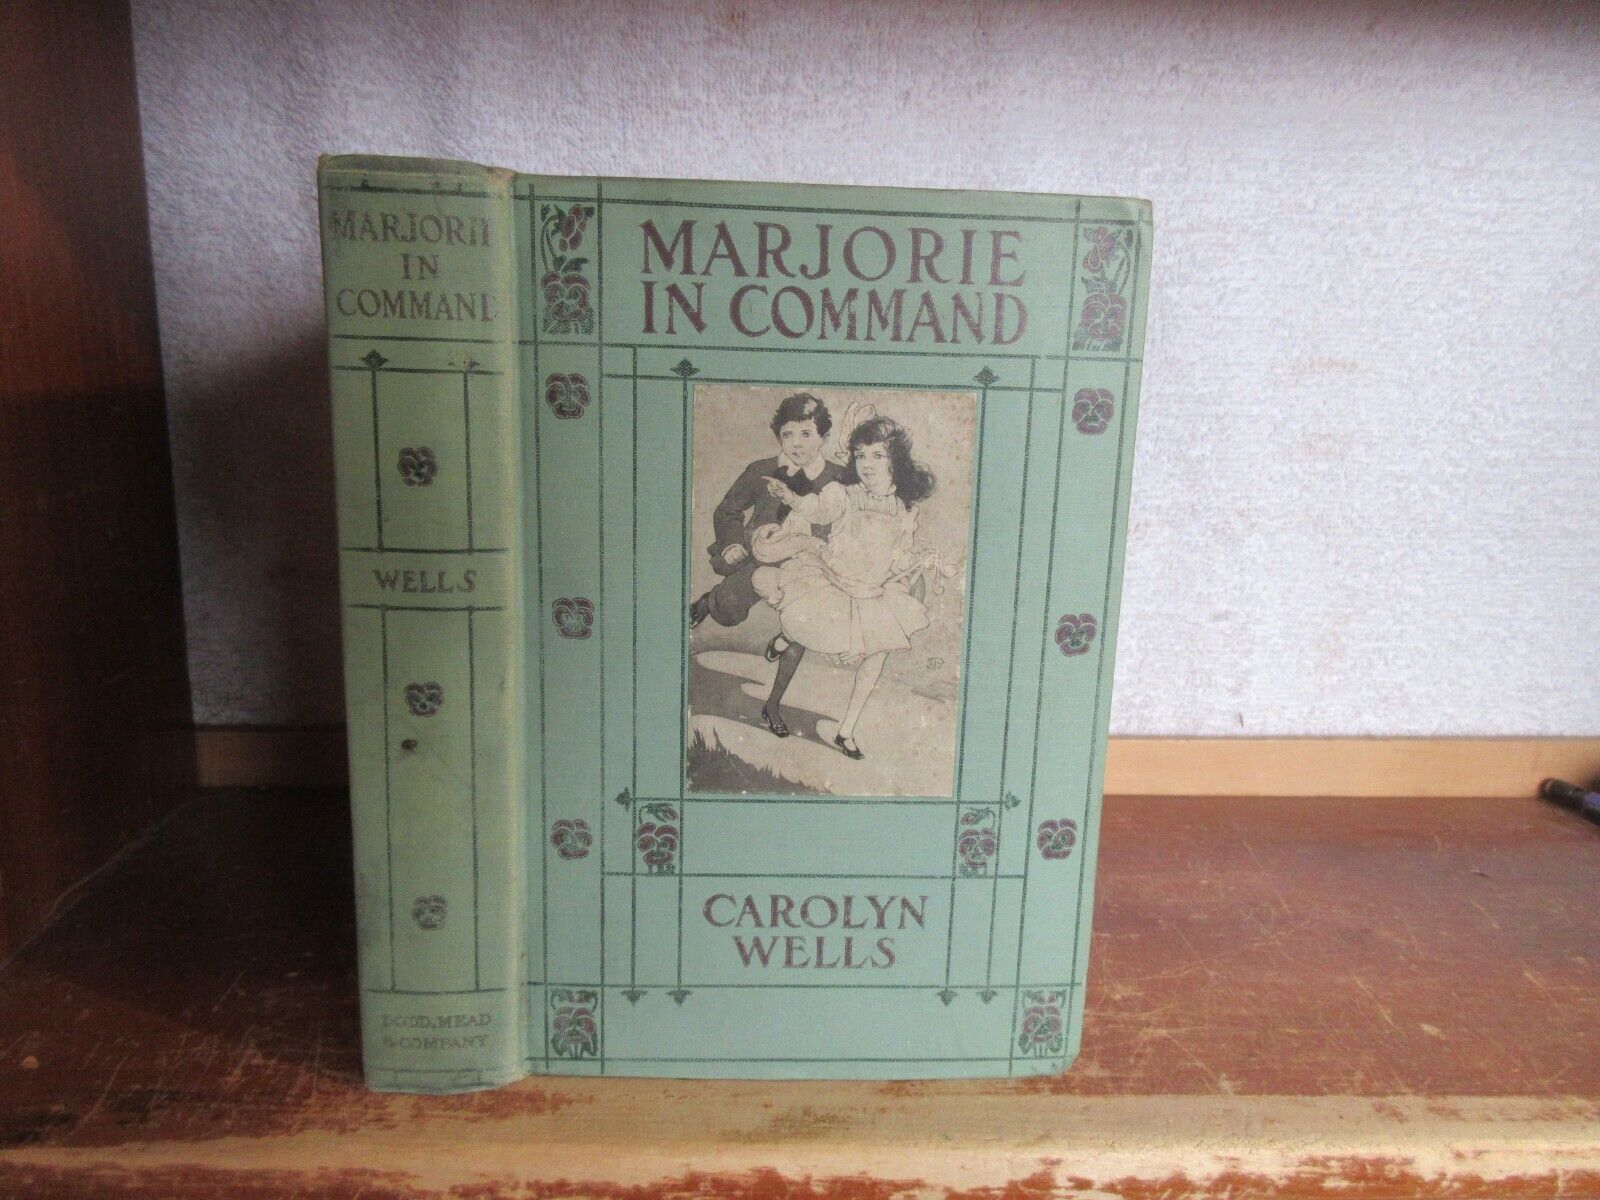 MARJORIE
IN
COMMAND
WELLS
DODD, MEAD
& COMPANY
MARJORIE
IN COMMAND
CAROLYN
WELLS